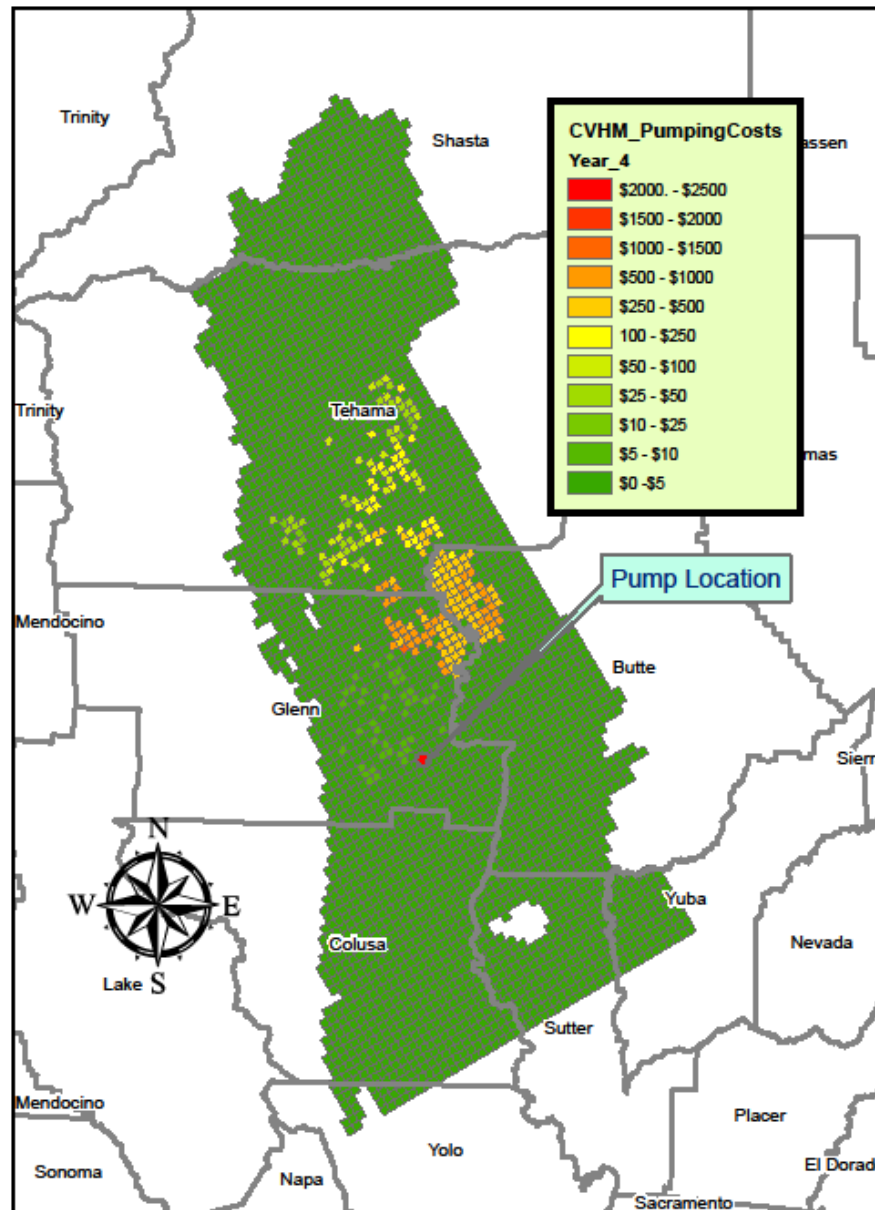 Trinity
Shasta
CVHM_PumpingCosts
assen
Year_4
$2000. - $2500
$1500 - $2000
$1000 - $1500
$500 - $1000
$250 - $500
100 - $250
$50 - $100
$25 - $50
$10 - $25
$5 - $10
$0 -$5
Trinity
Tehama
mas
Pump Location
Mendocino
Butte
Glenn
Sierr
N
W
E
S
Yuba
Colusa
Nevada
Lake
Sutter
Mendocino
Placer
Yolo
El Dorad
Sonoma
Napa
Sacramento